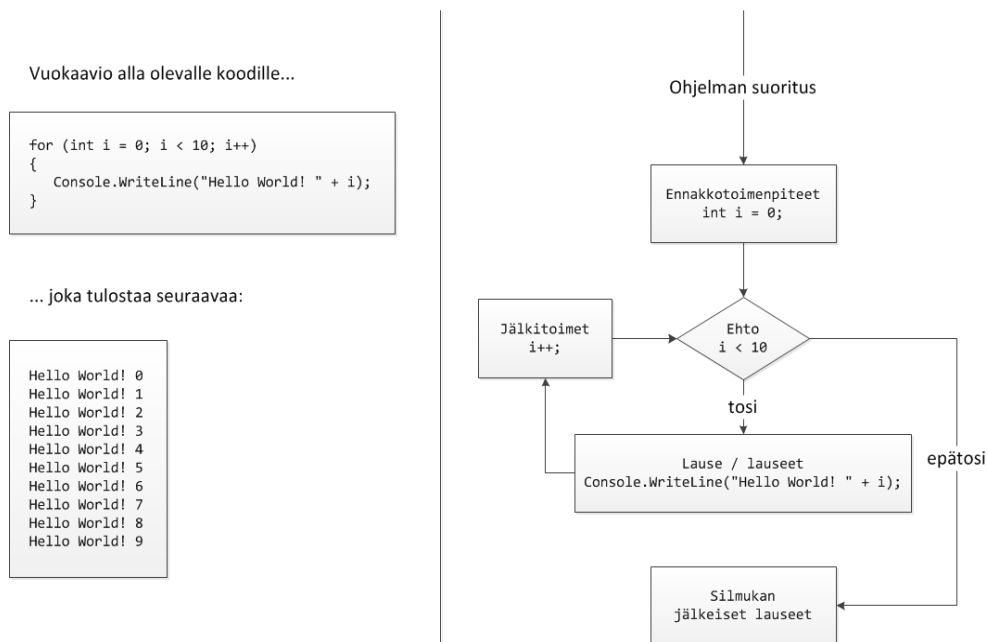 Vuokaavio alla olevalle koodille...
for (int i = 0; i < 10; i++)
{
   Console.WriteLine("Hello World! " + i);
}
... joka tulostaa seuraavaa:
Hello World! 0
Hello World! 1
Hello World! 2
Hello World! 3
Hello World! 4
Hello World! 5
Hello World! 6
Hello World! 7
Hello World! 8
Hello World! 9
Ohjelman suoritus
Ennakkotoimenpiteet
int i = 0;
Jälkitoimet
i++;
Ehto
i < 10
tosi
epätosi
Lause / lauseet
Console.WriteLine("Hello World! " + i);
Silmukan
jälkeiset lauseet